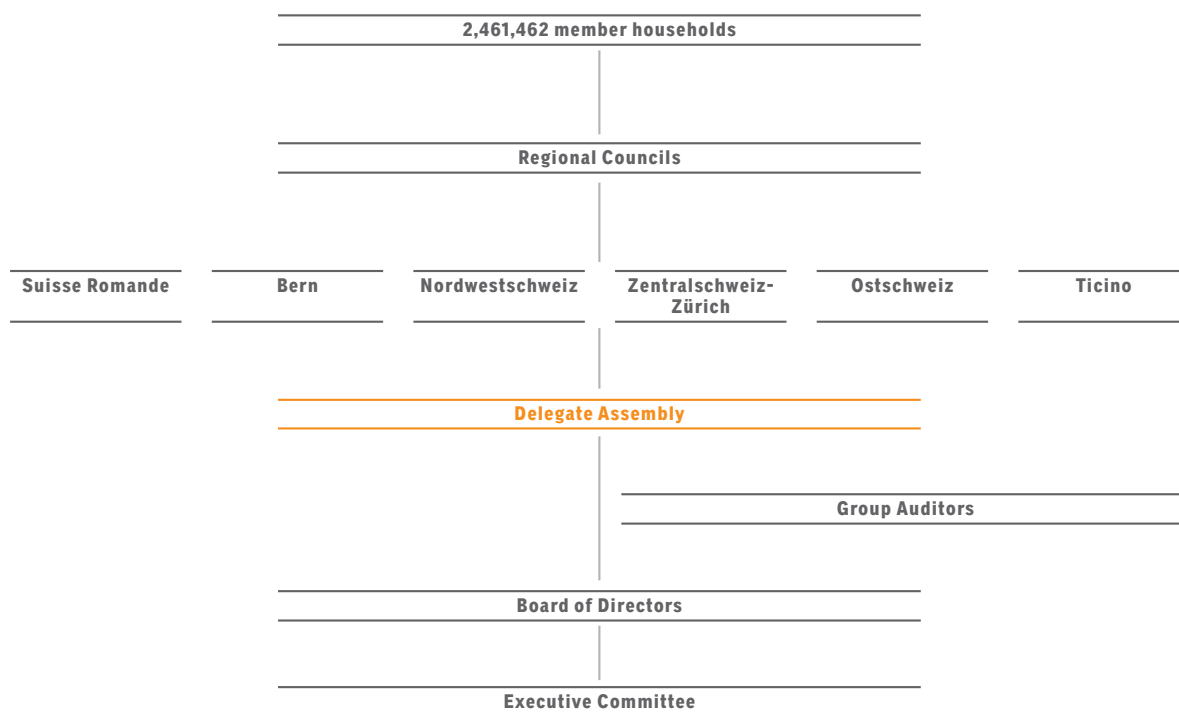 2,461,462 member households
Regional Councils
Suisse Romande
Bern
Nordwestschweiz
Zentralschweiz-
Zürich
Ostschweiz
Ticino
Delegate Assembly
Group Auditors
Board of Directors
Executive Committee